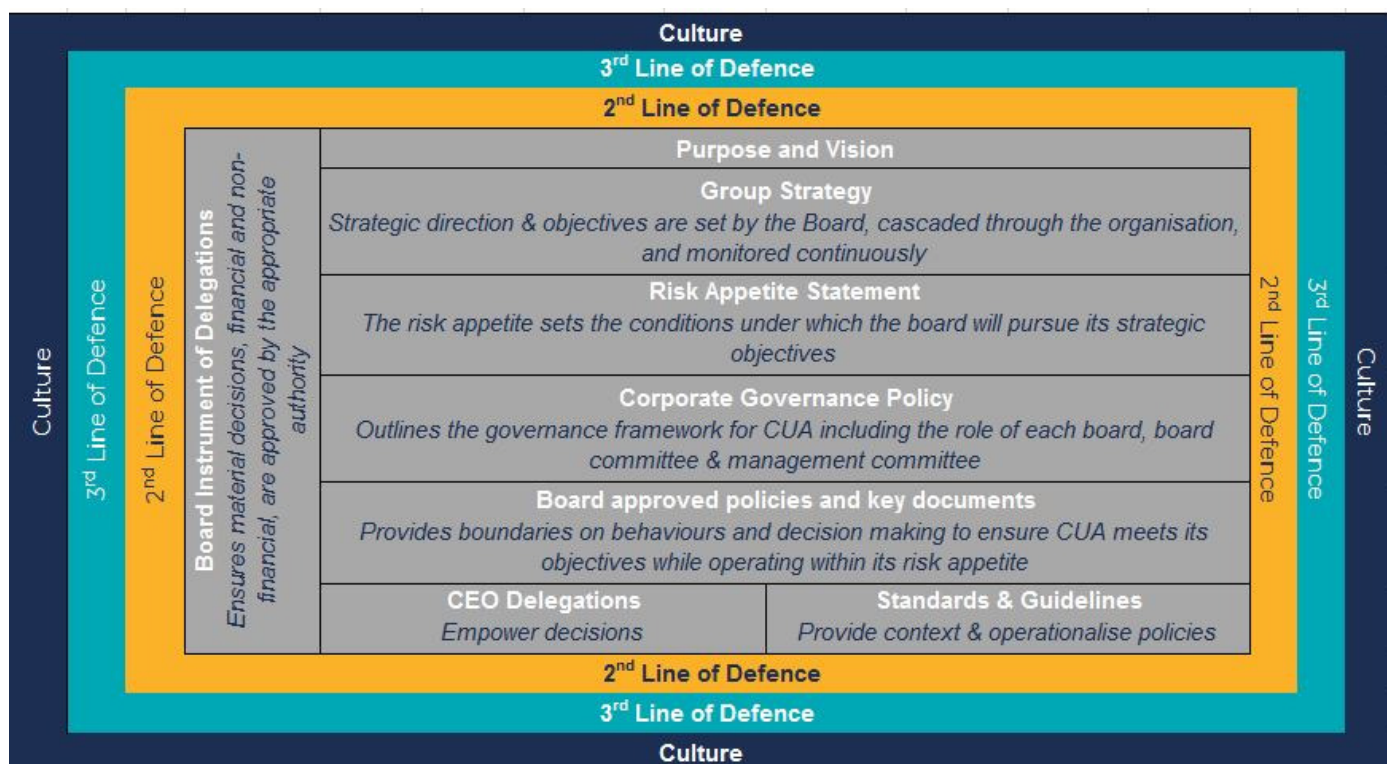 Culture
3rd Line of Defence
2nd Line of Defence
Culture
3rd Line of Defence
2nd Line of Defence
Board Instrument of Delegations
Ensures material decisions, financial and non-
financial, are approved by the appropriate
authority
Purpose and Vision
Group Strategy
Strategic direction & objectives are set by the Board, cascaded through the organisation,
and monitored continuously
Risk Appetite Statement
The risk appetite sets the conditions under which the board will pursue its strategic
objectives
Corporate Governance Policy
Outlines the governance framework for CUA including the role of each board, board
committee & management committee
Board approved policies and key documents
Provides boundaries on behaviours and decision making to ensure CUA meets its
objectives while operating within its risk appetite
CEO Delegations
Empower decisions
Standards & Guidelines
Provide context & operationalise policies
2nd Line of Defence
3rd Line of Defence
Culture
2nd Line of Defence
3rd Line of Defence
Culture